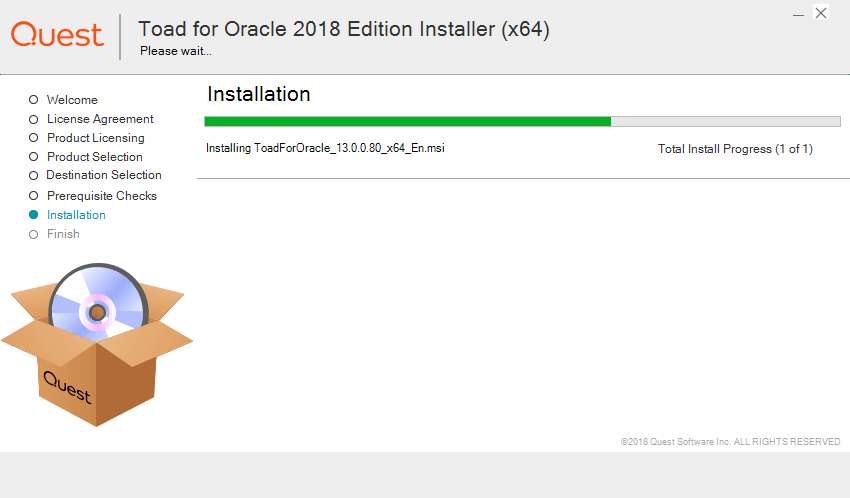 Quest
Toad for Oracle 2018 Edition Installer (x64)
Please wait...
Welcome
License Agreement
Product Licensing
Product Selection
Destination Selection
Prerequisite Checks
Installation
Finish
Quest
Installation
Installing ToadForOracle_13.0.0.80_x64_En.msi
Total Install Progress (1 of 1)
©2018 Quest Software Inc. ALL RIGHTS RESERVED